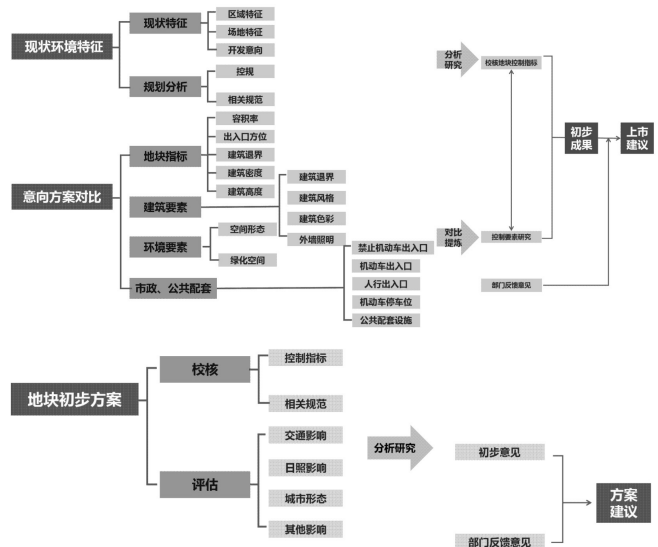 现状环境特征
现状特征
区域特征
场地特征
开发意向
规划分析
控规
相关规范
意向方案对比
地块指标
容积率
出入口方位
建筑退界
建筑密度
建筑高度
建筑要素
建筑退界
建筑风格
建筑色彩
外墙照明
环境要素
空间形态
绿化空间
市政、公共配套
禁止机动车出入口
机动车出入口
人行出入口
机动车停车位
公共配套设施
分析
研究
校核地块控制指标
对比
提炼
控制要素研究
部门反馈意见
初步
成果
上市
建议
地块初步方案
校核
控制指标
相关规范
评估
交通影响
日照影响
城市形态
其他影响
分析研究
初步意见
部门反馈意见
方案
建议